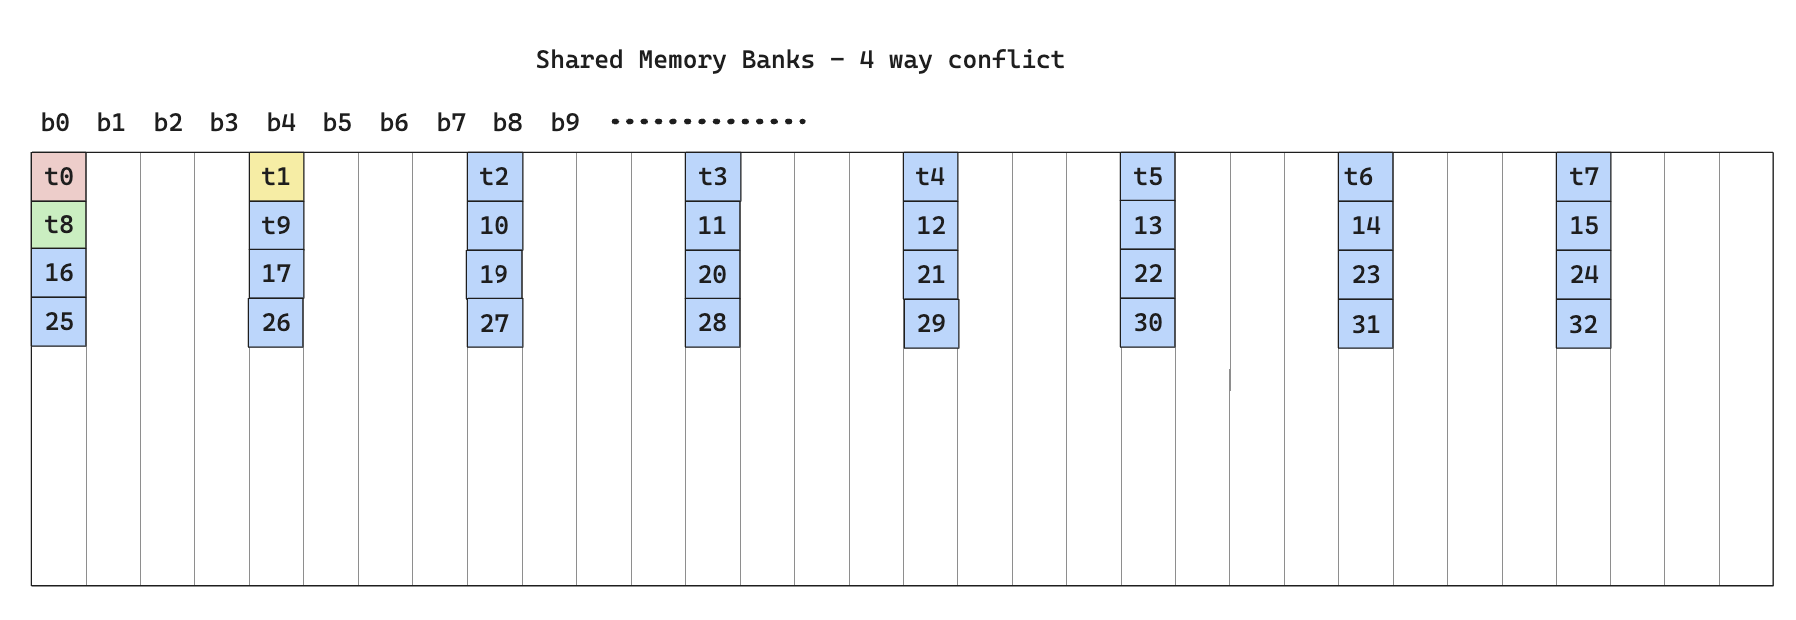 Shared Memory Banks - 4 way conflict
b0 b1 b2 b3 b4 b5 b6 b7 b8 b9 ··············
t0 t1 t2 t3 t4 t5 t6 t7
t8 t9 10 11 12 13 14 15
16 17 19 20 21 22 23 24
25 26 27 28 29 30 31 32